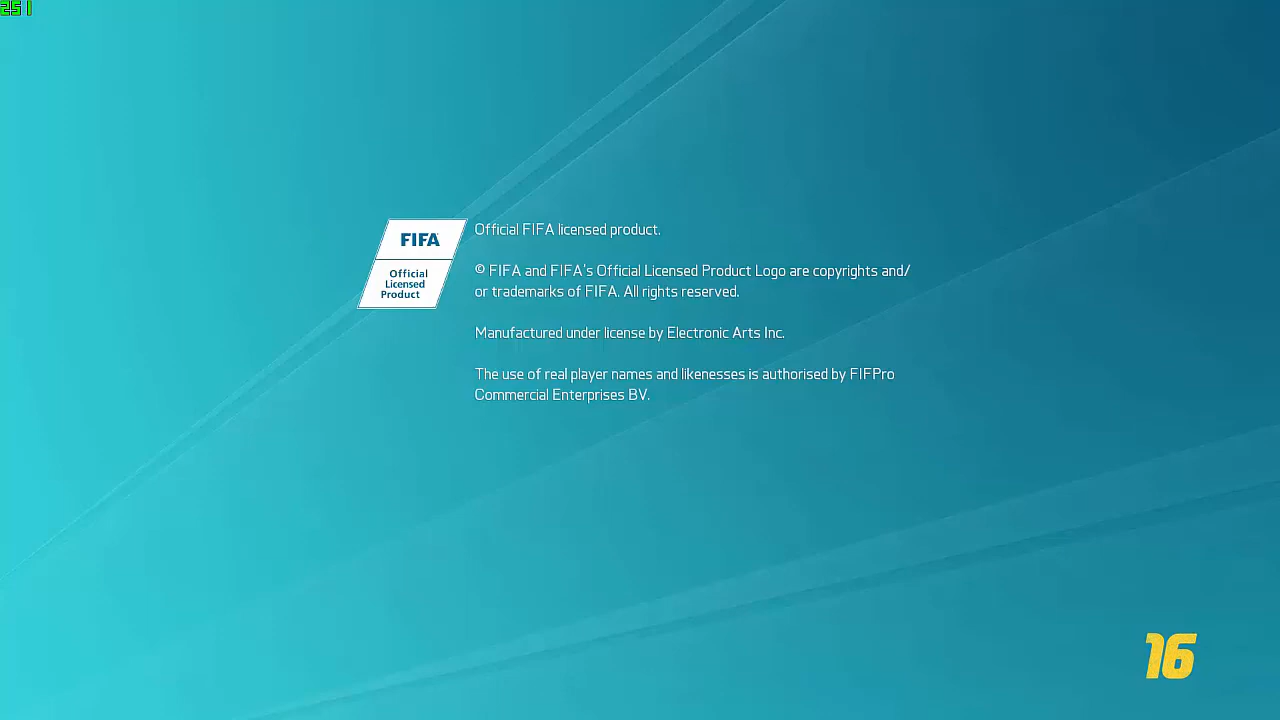 251
FIFA
Official
Licensed
Product
Official FIFA licensed product.
© FIFA and FIFA's Official Licensed Product Logo are copyrights and/
or trademarks of FIFA. All rights reserved.
Manufactured under license by Electronic Arts Inc.
The use of real player names and likenesses is authorised by FIFPro
Commercial Enterprises BV.
16